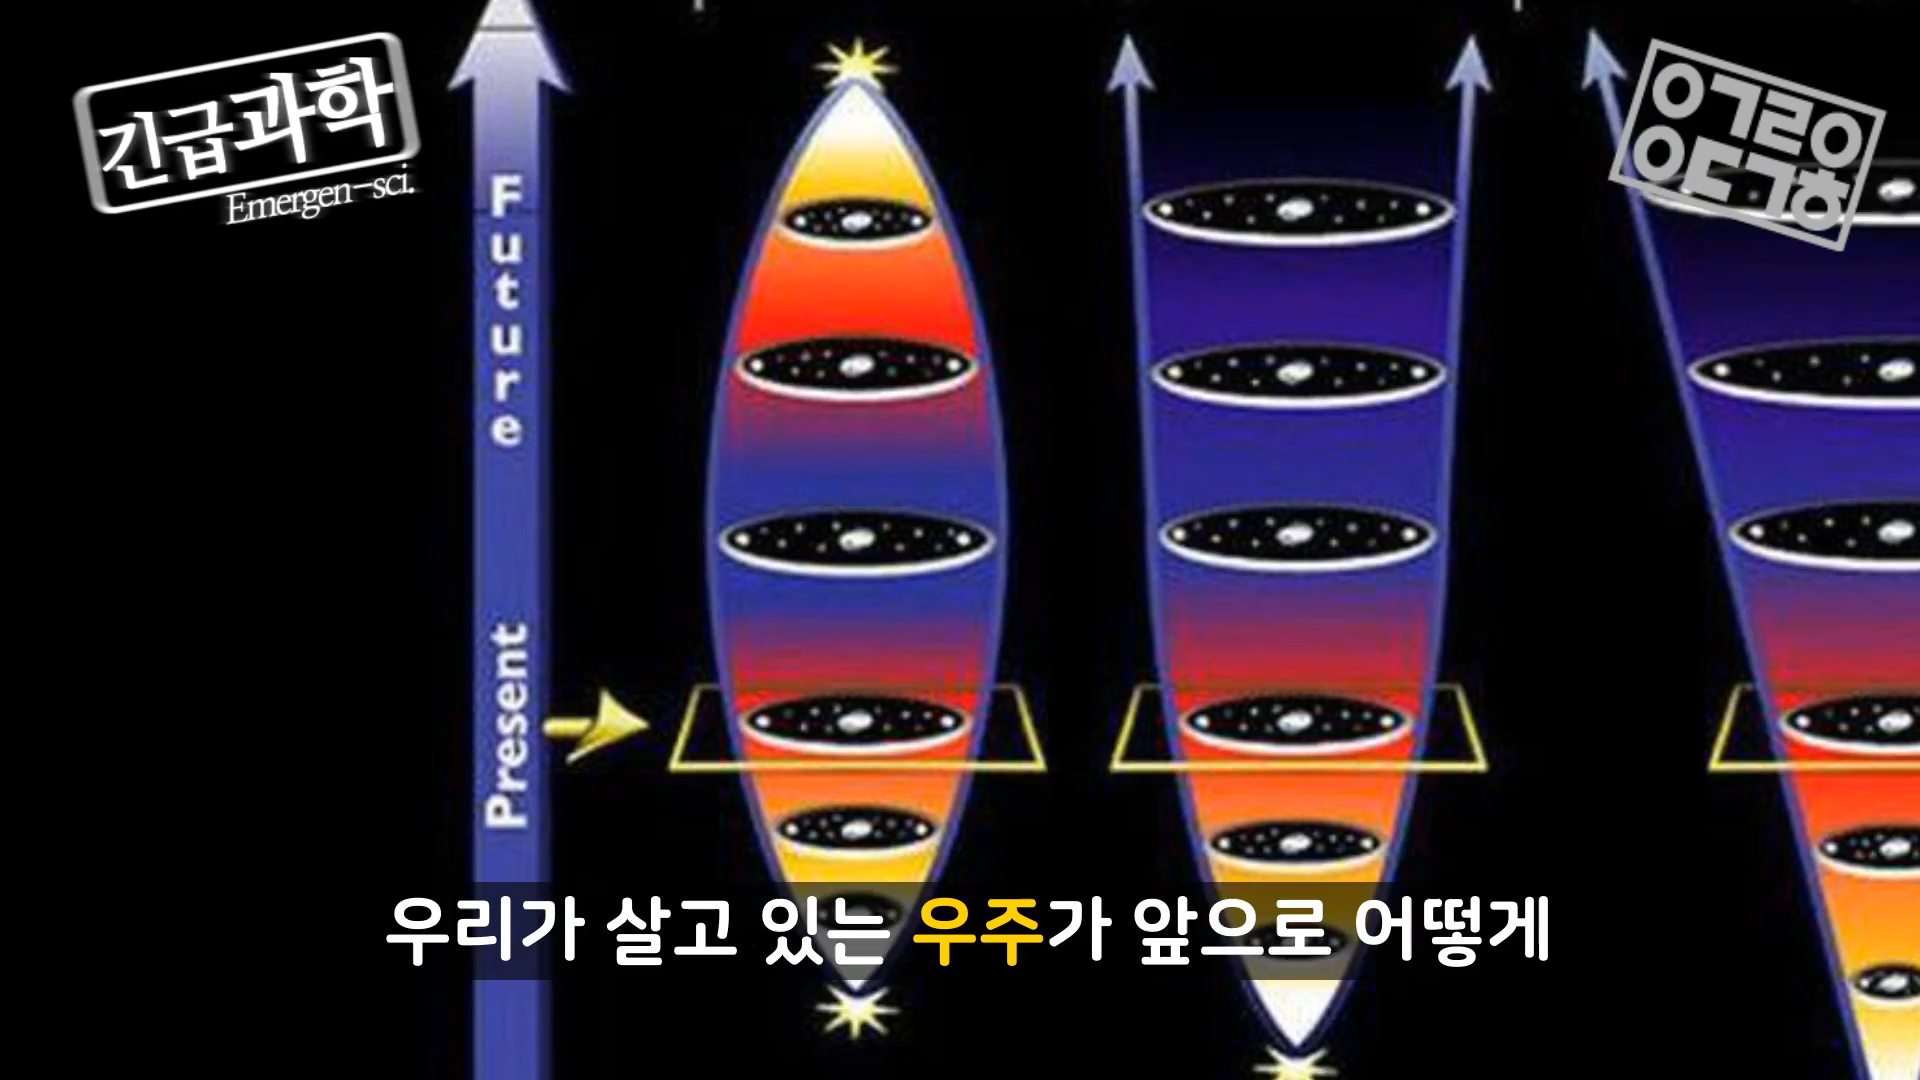 긴급과학
Emergen-sci.
Future
Present
우리가 살고 있는 우주가 앞으로 어떻게